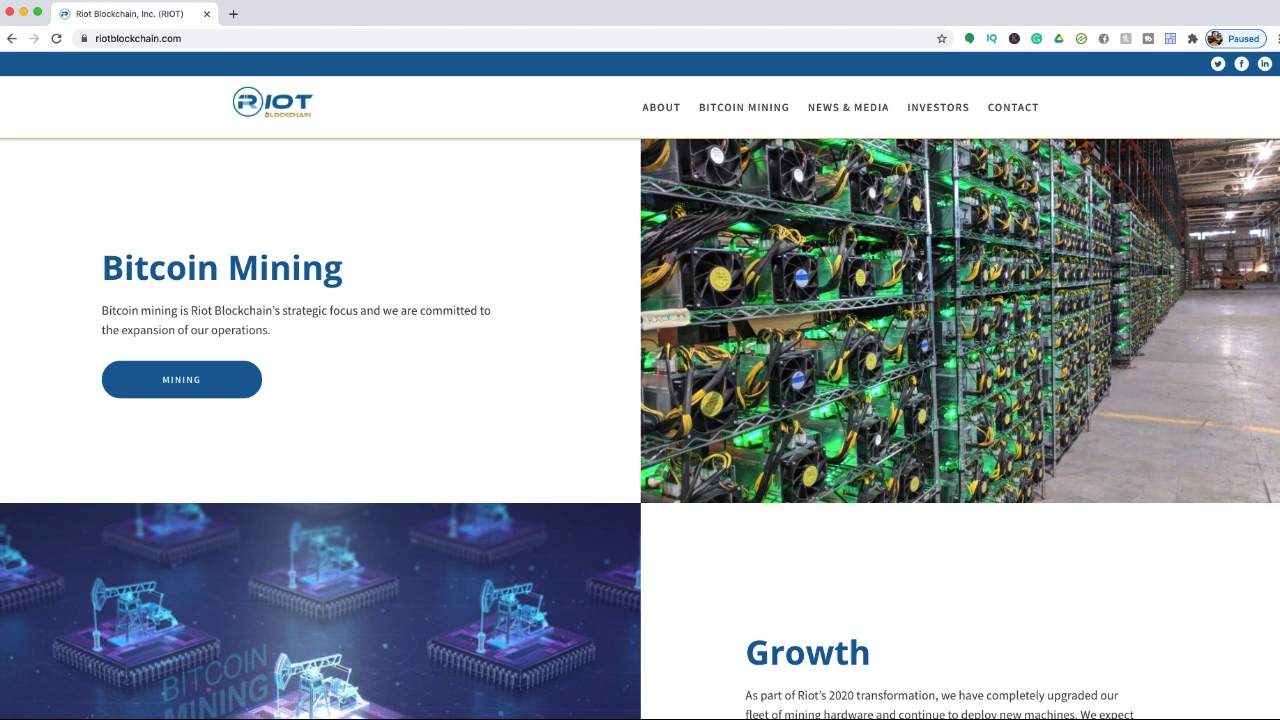 Riot Blockchain, Inc. (RIOT)
riotblockchain.com
Paused
RIOT
BLOCKCHAIN
ABOUT BITCOIN MINING NEWS & MEDIA INVESTORS CONTACT
Bitcoin Mining
Bitcoin mining is Riot Blockchain's strategic focus and we are committed to
the expansion of our operations.
MINING
BITCOIN
MINING
Growth
As part of Riot's 2020 transformation, we have completely upgraded our
fleet of mining hardware and continue to deploy new machines. We expect